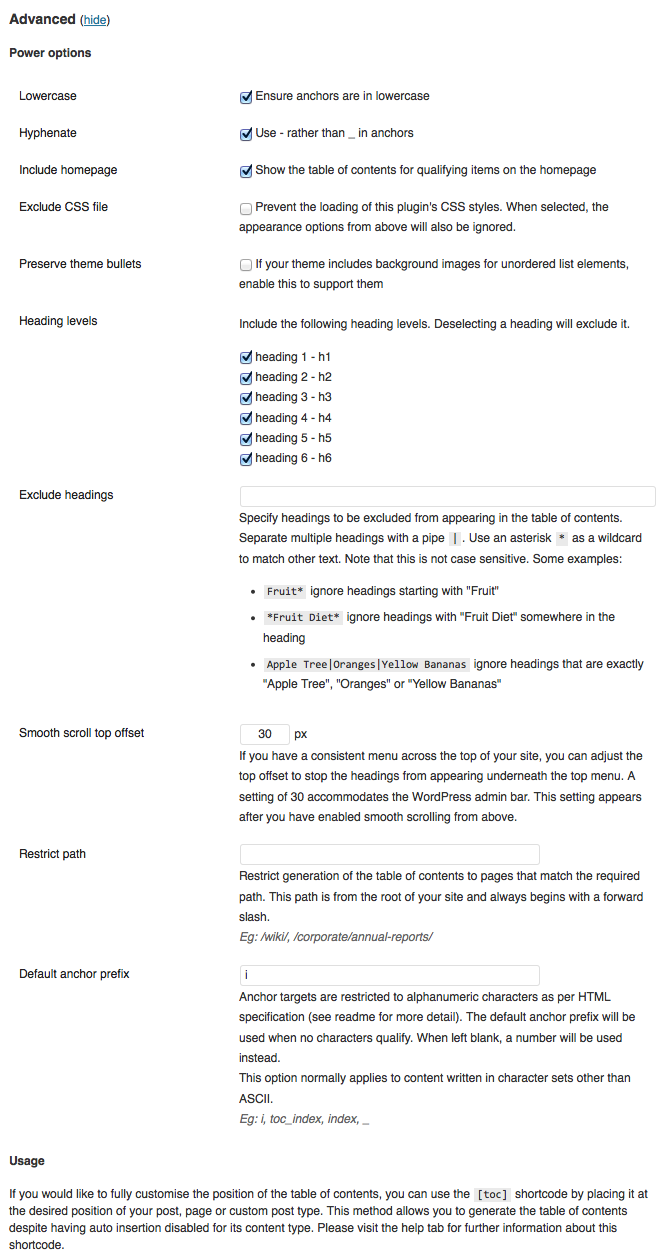 Advanced (hide)
Power options
Lowercase
Ensure anchors are in lowercase
Hyphenate
Use - rather than _ in anchors
Include homepage
Show the table of contents for qualifying items on the homepage
Exclude CSS file
Prevent the loading of this plugin's CSS styles. When selected, the
appearance options from above will also be ignored.
Preserve theme bullets
If your theme includes background images for unordered list elements,
enable this to support them
Heading levels
Include the following heading levels. Deselecting a heading will exclude it.
heading 1 - h1
heading 2 - h2
heading 3 - h3
heading 4 - h4
heading 5 - h5
heading 6 - h6
Exclude headings
Specify headings to be excluded from appearing in the table of contents.
Separate multiple headings with a pipe | . Use an asterisk * as a wildcard
to match other text. Note that this is not case sensitive. Some examples:
• Fruit* ignore headings starting with "Fruit"
• *Fruit Diet* ignore headings with "Fruit Diet" somewhere in the
heading
• Apple Tree|Oranges|Yellow Bananas ignore headings that are exactly
"Apple Tree", "Oranges" or "Yellow Bananas"
Smooth scroll top offset
30 px
If you have a consistent menu across the top of your site, you can adjust the
top offset to stop the headings from appearing underneath the top menu. A
setting of 30 accommodates the WordPress admin bar. This setting appears
after you have enabled smooth scrolling from above.
Restrict path
Restrict generation of the table of contents to pages that match the required
path. This path is from the root of your site and always begins with a forward
slash.
Eg: /wiki/, /corporate/annual-reports/
Default anchor prefix
i
Anchor targets are restricted to alphanumeric characters as per HTML
specification (see readme for more detail). The default anchor prefix will be
used when no characters qualify. When left blank, a number will be used
instead.
This option normally applies to content written in character sets other than
ASCII.
Eg: i, toc_index, index, _
Usage
If you would like to fully customise the position of the table of contents, you can use the [toc] shortcode by placing it at
the desired position of your post, page or custom post type. This method allows you to generate the table of contents
despite having auto insertion disabled for its content type. Please visit the help tab for further information about this
shortcode.